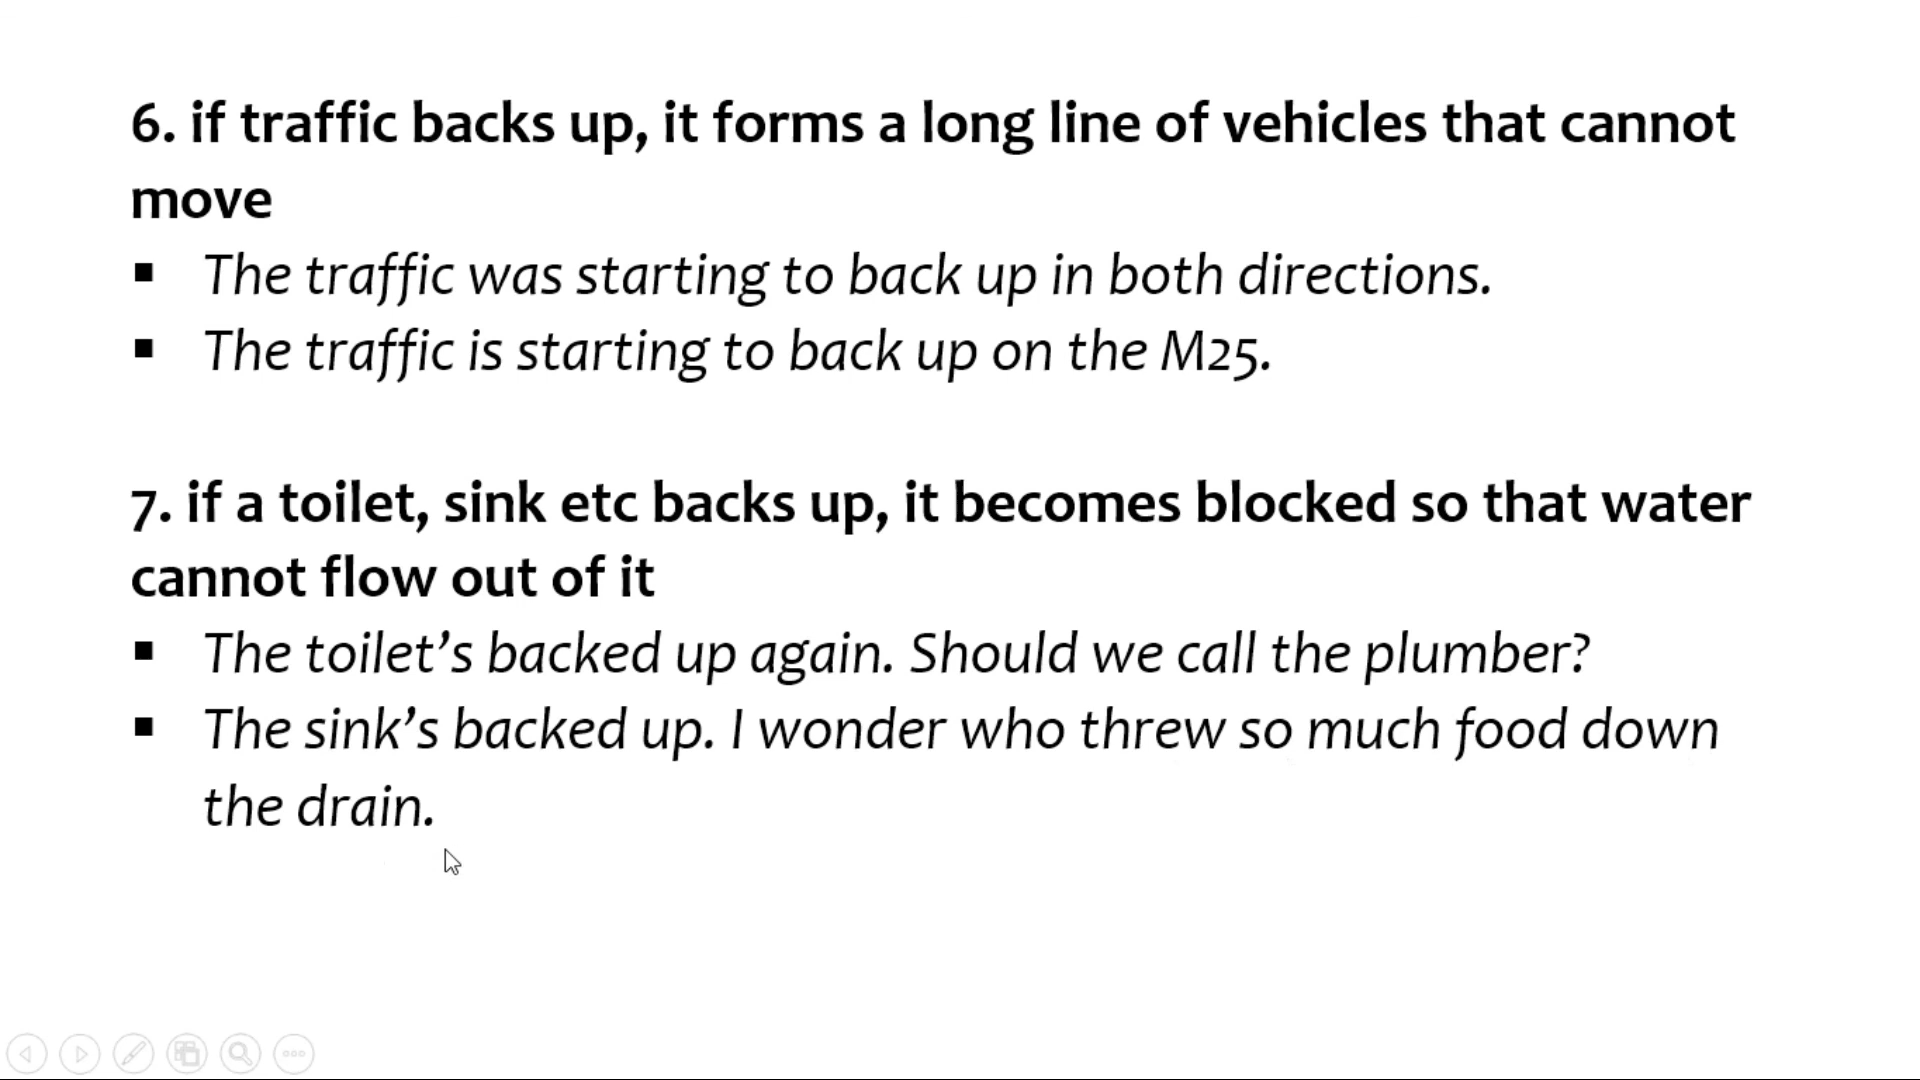 6. if traffic backs up, it forms a long line of vehicles that cannot
move
▪ The traffic was starting to back up in both directions.
▪ The traffic is starting to back up on the M25.
7. if a toilet, sink etc backs up, it becomes blocked so that water
cannot flow out of it
▪ The toilet’s backed up again. Should we call the plumber?
▪ The sink’s backed up. I wonder who threw so much food down
the drain.